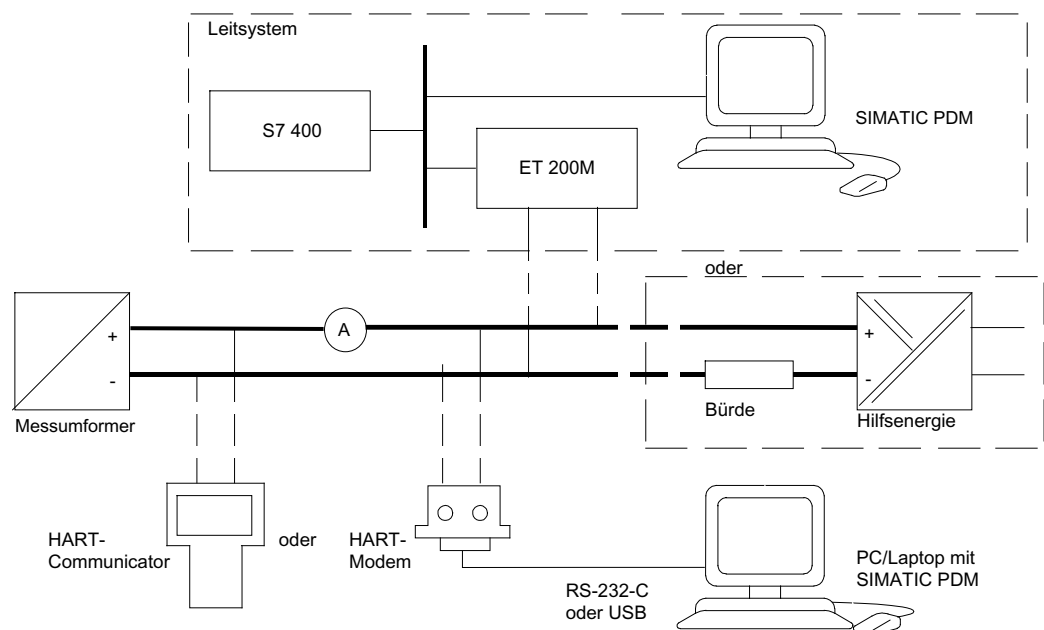 Leitsystem
S7 400
SIMATIC PDM
ET 200M
oder
A
+
+
-
-
Bürde
Messumformer
Hilfsenergie
HART-
Communicator
oder
HART-
Modem
PC/Laptop mit
SIMATIC PDM
RS-232-C
oder USB